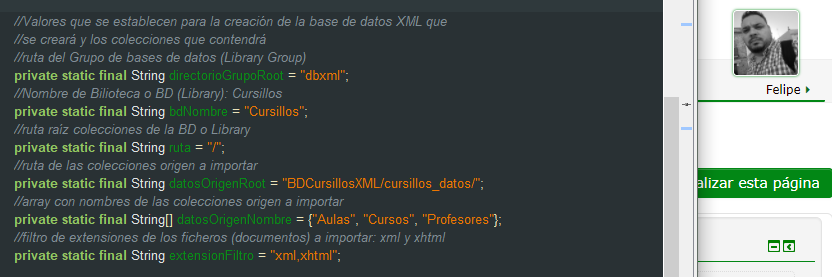 //Valores que se establecen para la creación de la base de datos XML que
//se creará y los colecciones que contendrá
//ruta del Grupo de bases de datos (Library Group)
private static final String directorioGrupoRoot = "dbxml";
//Nombre de Bilioteca o BD (Library): Cursillos
private static final String bdNombre = "Cursillos";
//ruta raìz colecciones de la BD o Library
private static final String ruta = "/";
//ruta de las colecciones origen a importar
private static final String datosOrigenRoot = "BDCursillosXML/cursillos_datos/";
//array con nombres de las colecciones origen a importar
private static final String[] datosOrigenNombre = {"Aulas", "Cursos", "Profesores"};
//filtro de extensiones de los ficheros (documentos) a importar: xml y xhtml
private static final String extensionFiltro = "xml,xhtml";
Felipe
alizar esta página